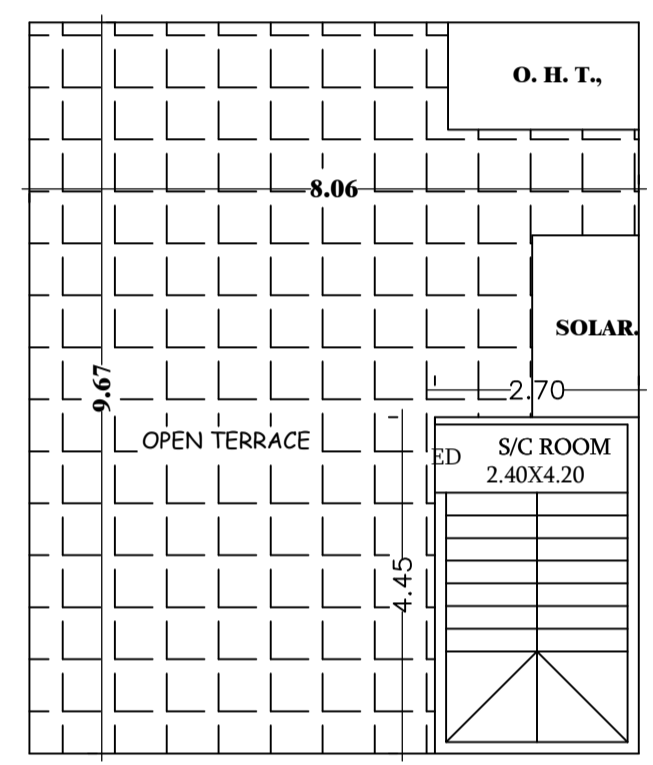 O. H. T.,
8.06
SOLAR.
9.67
2.70
OPEN TERRACE
ED
S/C ROOM
2.40X4.20
4.45